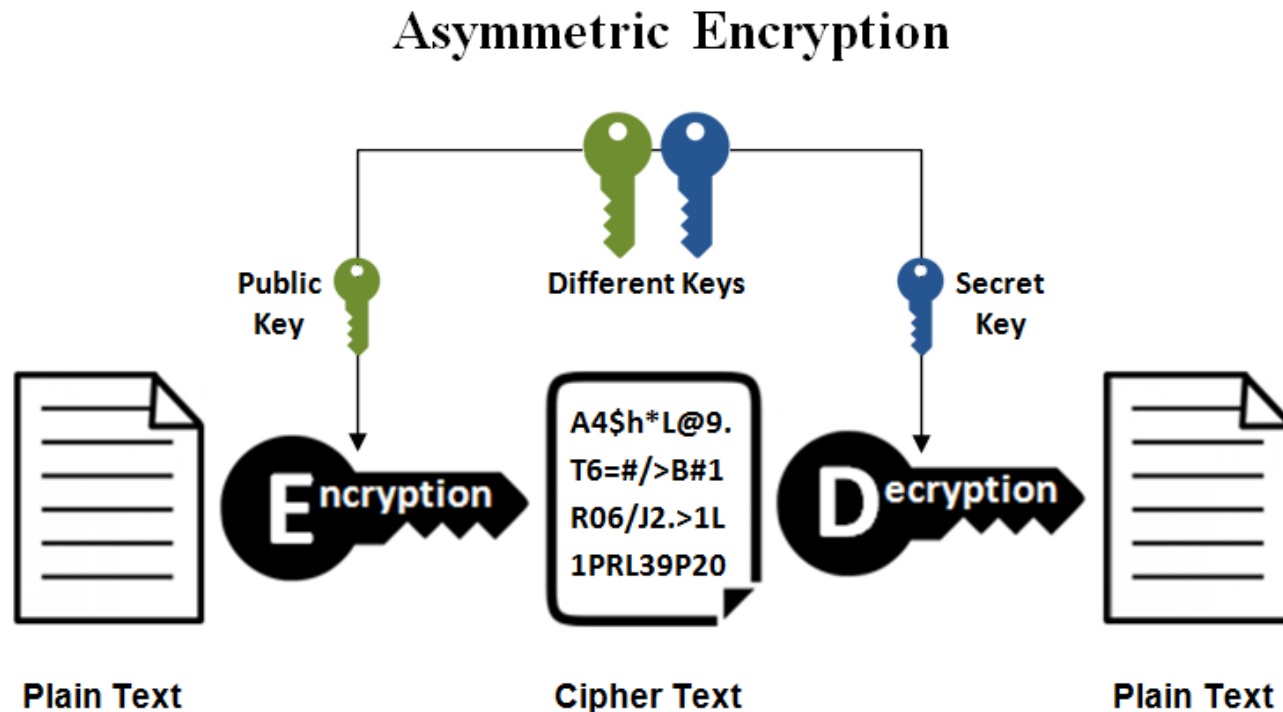 Asymmetric Encryption
Public
Key
Different Keys
Secret
Key
Encryption
A4$h*L@9.
T6=#/>B#1
R06/J2.>1L
1PRL39P20
Decryption
Plain Text
Cipher Text
Plain Text